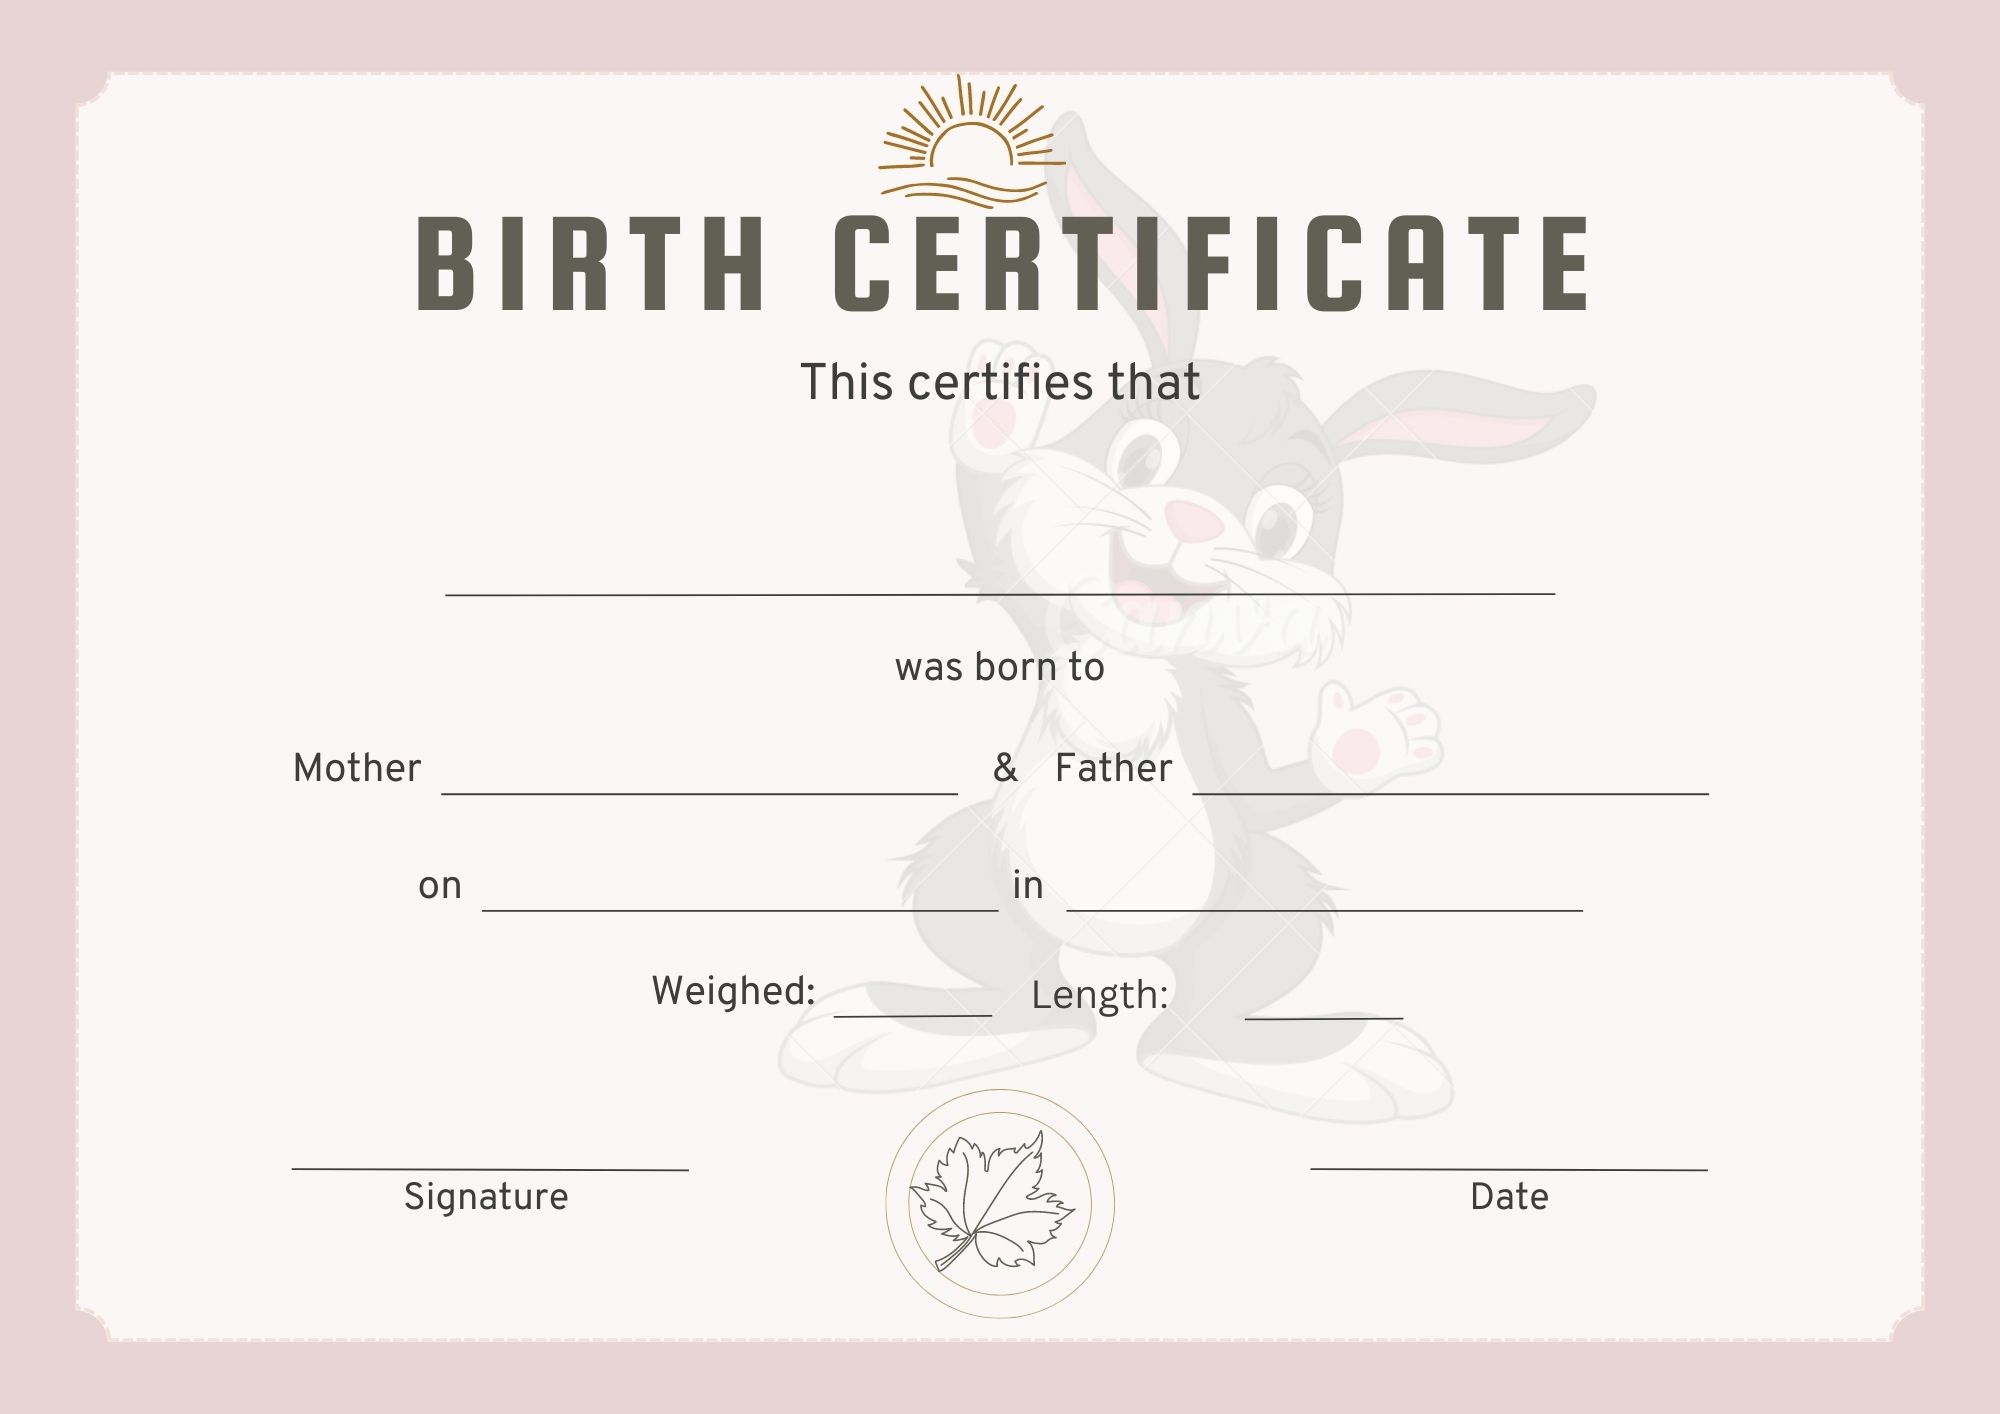 BIRTH CERTIFICATE
This certifies that
was born to
Mother & Father
on in
Weighed: Length:
Signature Date